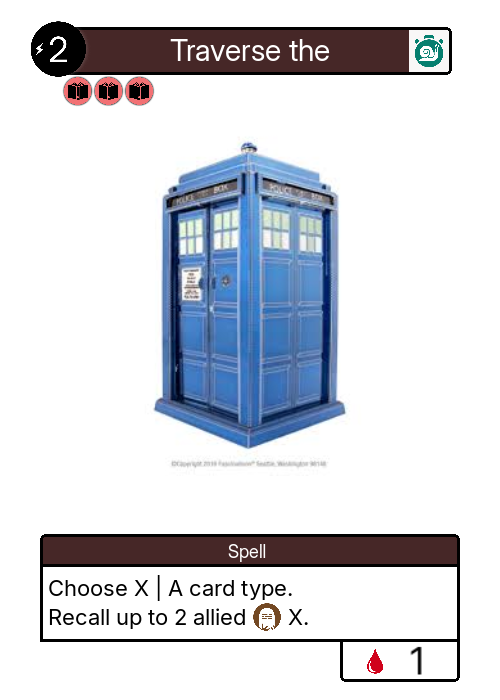 2
Traverse the
POLICE BOX
POLICE BOX
©Copyright 2016 Fascinations® Seattle, Washington 98148
Spell
Choose X | A card type.
Recall up to 2 allied X.
1